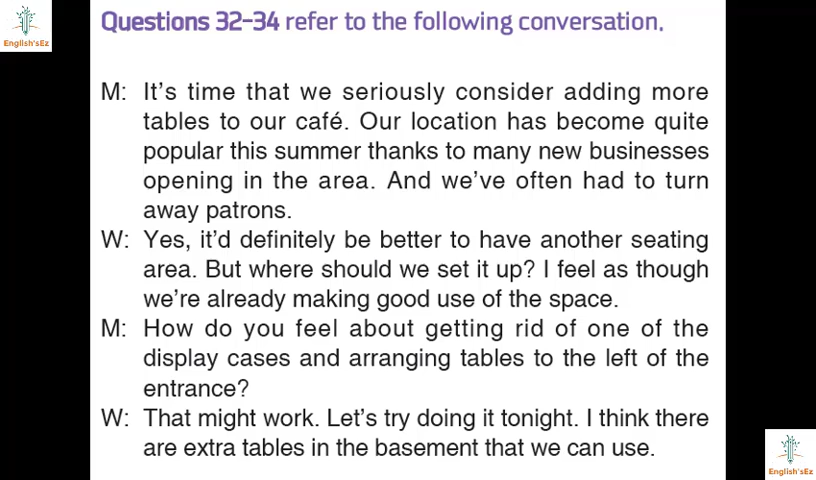 English'sEz
Questions 32-34 refer to the following conversation.
M: It's time that we seriously consider adding more
tables to our café. Our location has become quite
popular this summer thanks to many new businesses
opening in the area. And we've often had to turn
away patrons.
W: Yes, it'd definitely be better to have another seating
area. But where should we set it up? I feel as though
we're already making good use of the space.
M: How do you feel about getting rid of one of the
display cases and arranging tables to the left of the
entrance?
W: That might work. Let's try doing it tonight. I think there
are extra tables in the basement that we can use.
English'sEz